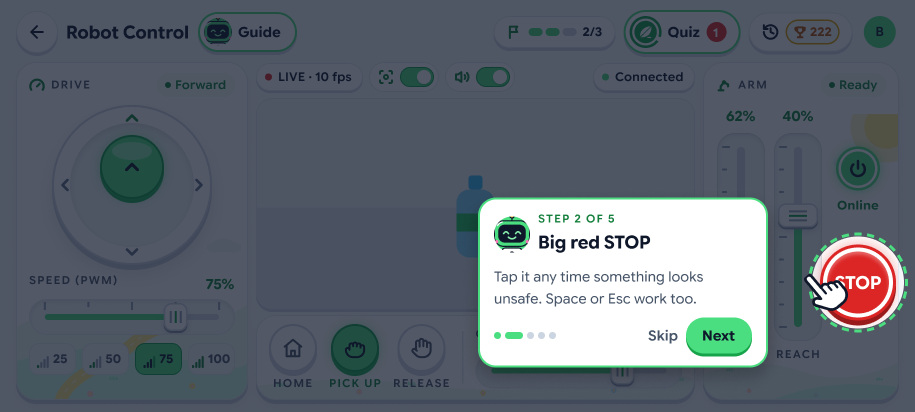 Robot Control
Guide
2/3
Quiz 1
222
B
DRIVE
Forward
LIVE · 10 fps
Connected
ARM
Ready
62% 40%
Online
STEP 2 OF 5
Big red STOP
Tap it any time something looks
unsafe. Space or Esc work too.
Skip
Next
STOP
SPEED (PWM)
75%
25 50 75 100
HOME PICK UP RELEASE
REACH